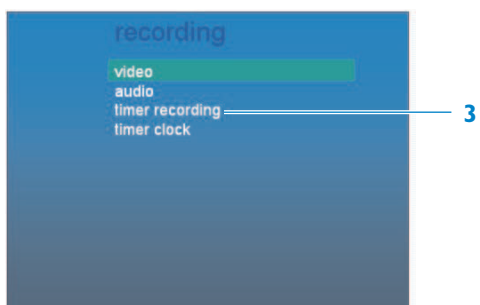 recording
video
audio
timer recording 3
timer clock